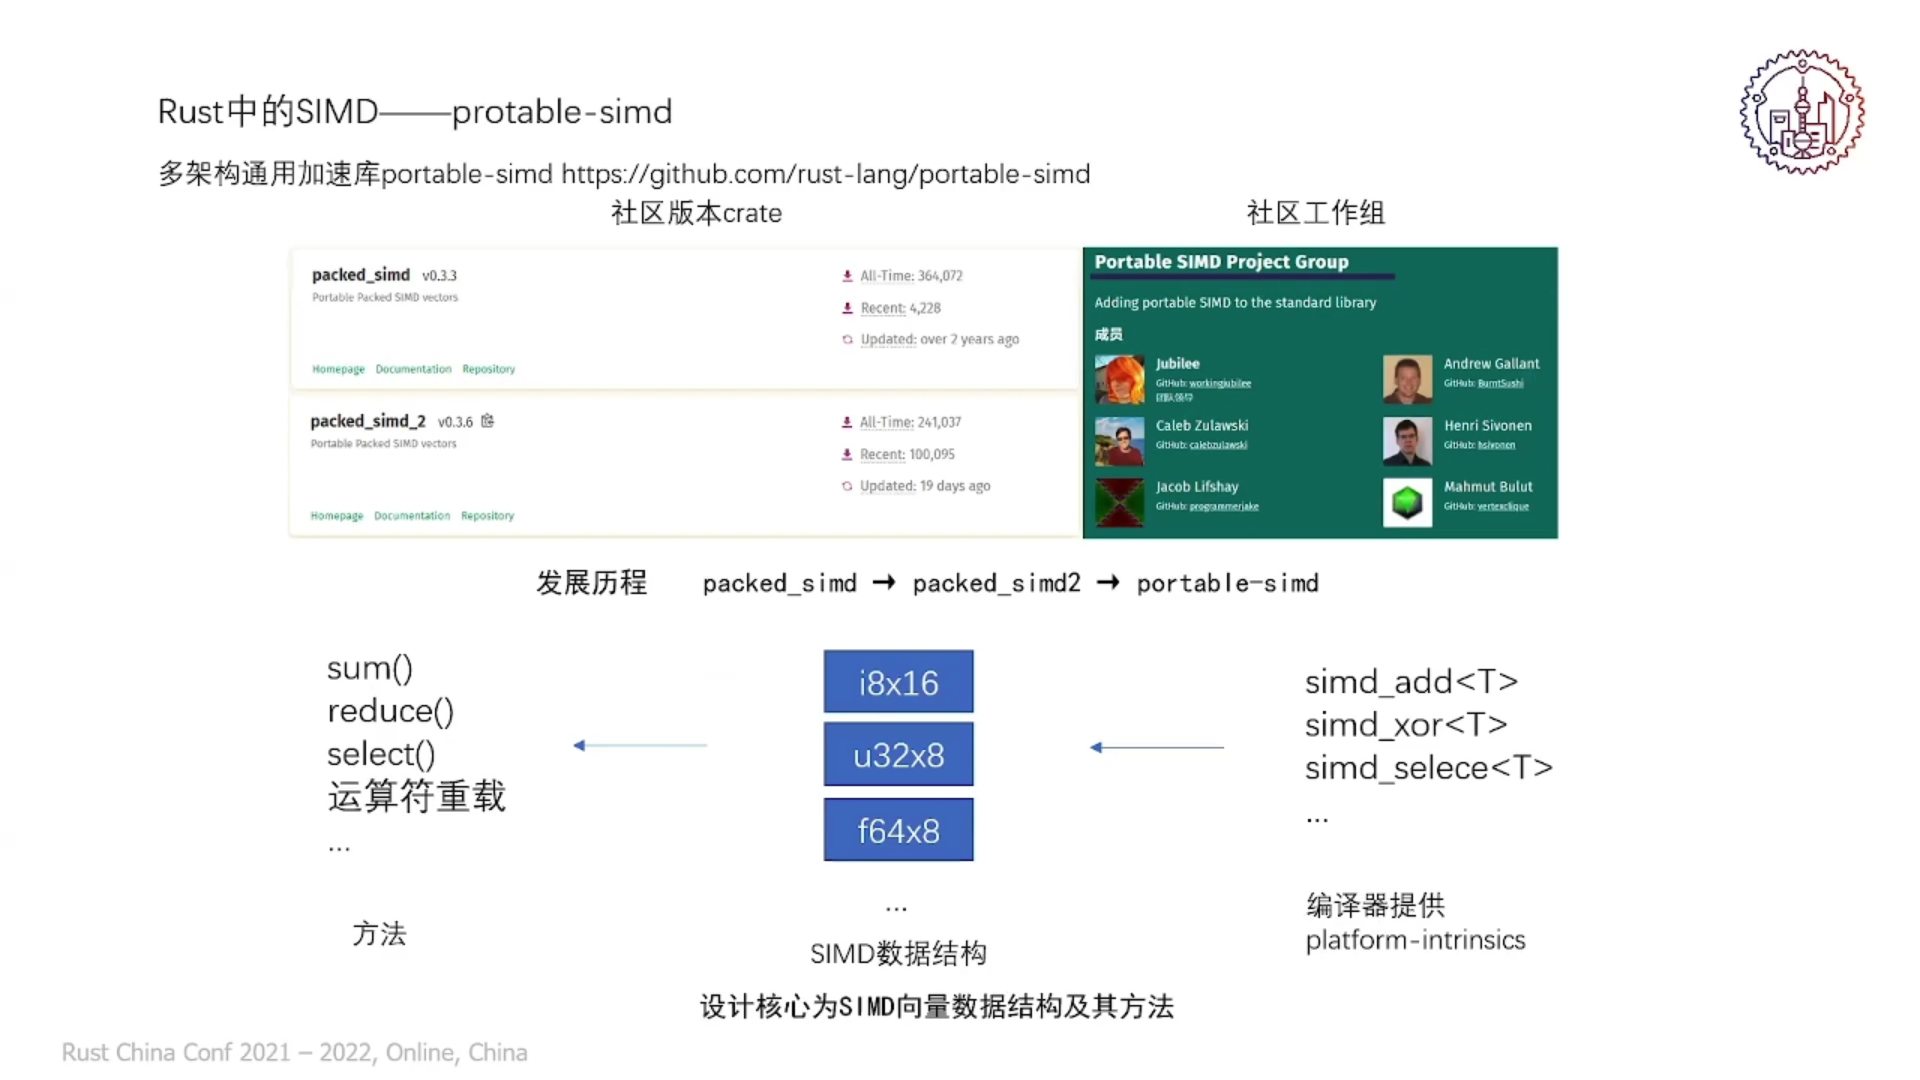 Rust中的SIMD——protable-simd
多架构通用加速库portable-simd https://github.com/rust-lang/portable-simd
社区版本crate
社区工作组
packed_simd v0.3.3
Portable Packed SIMD vectors
All-Time: 364,072
Recent: 4,228
Updated: over 2 years ago
Homepage Documentation Repository
packed_simd_2 v0.3.6
Portable Packed SIMD vectors
All-Time: 241,037
Recent: 100,095
Updated: 19 days ago
Homepage Documentation Repository
Portable SIMD Project Group
Adding portable SIMD to the standard library
成员
Jubilee
GitHub: workingjubilee
团队领导
Andrew Gallant
GitHub: BurntSushi
Caleb Zulawski
GitHub: calebzulawski
Henri Sivonen
GitHub: hsivonen
Jacob Lifshay
GitHub: programmerjake
Mahmut Bulut
GitHub: vertexclique
发展历程 packed_simd → packed_simd2 → portable-simd
sum()
reduce()
select()
运算符重载
...
方法
i8x16
u32x8
f64x8
...
SIMD数据结构
simd_add<T>
simd_xor<T>
simd_selece<T>
...
编译器提供
platform-intrinsics
设计核心为SIMD向量数据结构及其方法
Rust China Conf 2021 – 2022, Online, China